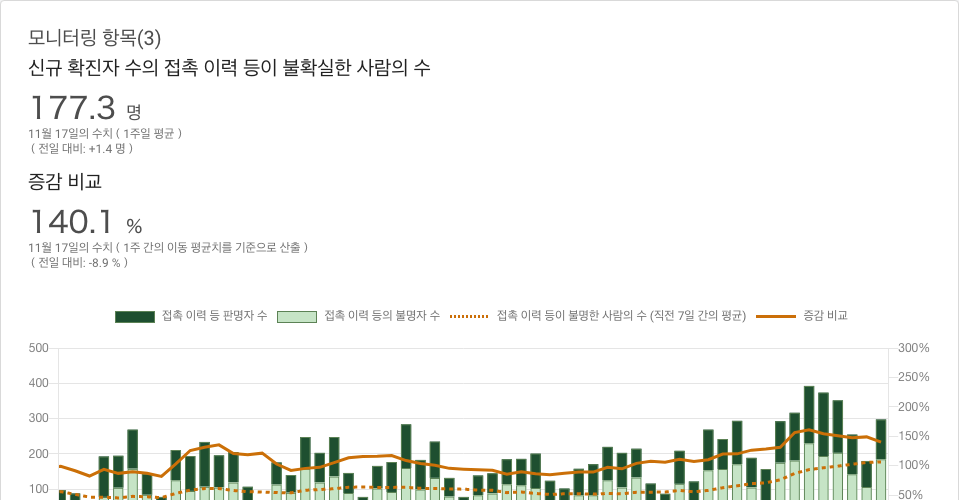 모니터링 항목(3)
신규 확진자 수의 접촉 이력 등이 불확실한 사람의 수
177.3 명
11월 17일의 수치 ( 1주일 평균 )
( 전일 대비: +1.4 명 )
증감 비교
140.1 %
11월 17일의 수치 ( 1주 간의 이동 평균치를 기준으로 산출 )
( 전일 대비: -8.9 % )
접촉 이력 등 판명자 수 접촉 이력 등의 불명자 수 접촉 이력 등이 불명한 사람의 수 (직전 7일 간의 평균) 증감 비교
500 300%
400 250%
300 200%
200 150%
100 100%
50%